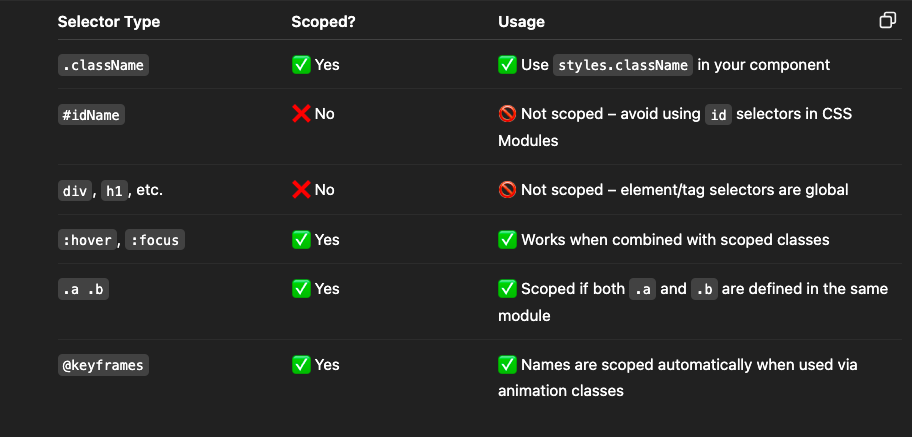 Selector Type Scoped? Usage
.className ✅ Yes ✅ Use styles.className in your component
#idName ❌ No 🚫 Not scoped – avoid using id selectors in CSS
Modules
div, h1, etc. ❌ No 🚫 Not scoped – element/tag selectors are global
:hover, :focus ✅ Yes ✅ Works when combined with scoped classes
.a .b ✅ Yes ✅ Scoped if both .a and .b are defined in the same
module
@keyframes ✅ Yes ✅ Names are scoped automatically when used via
animation classes